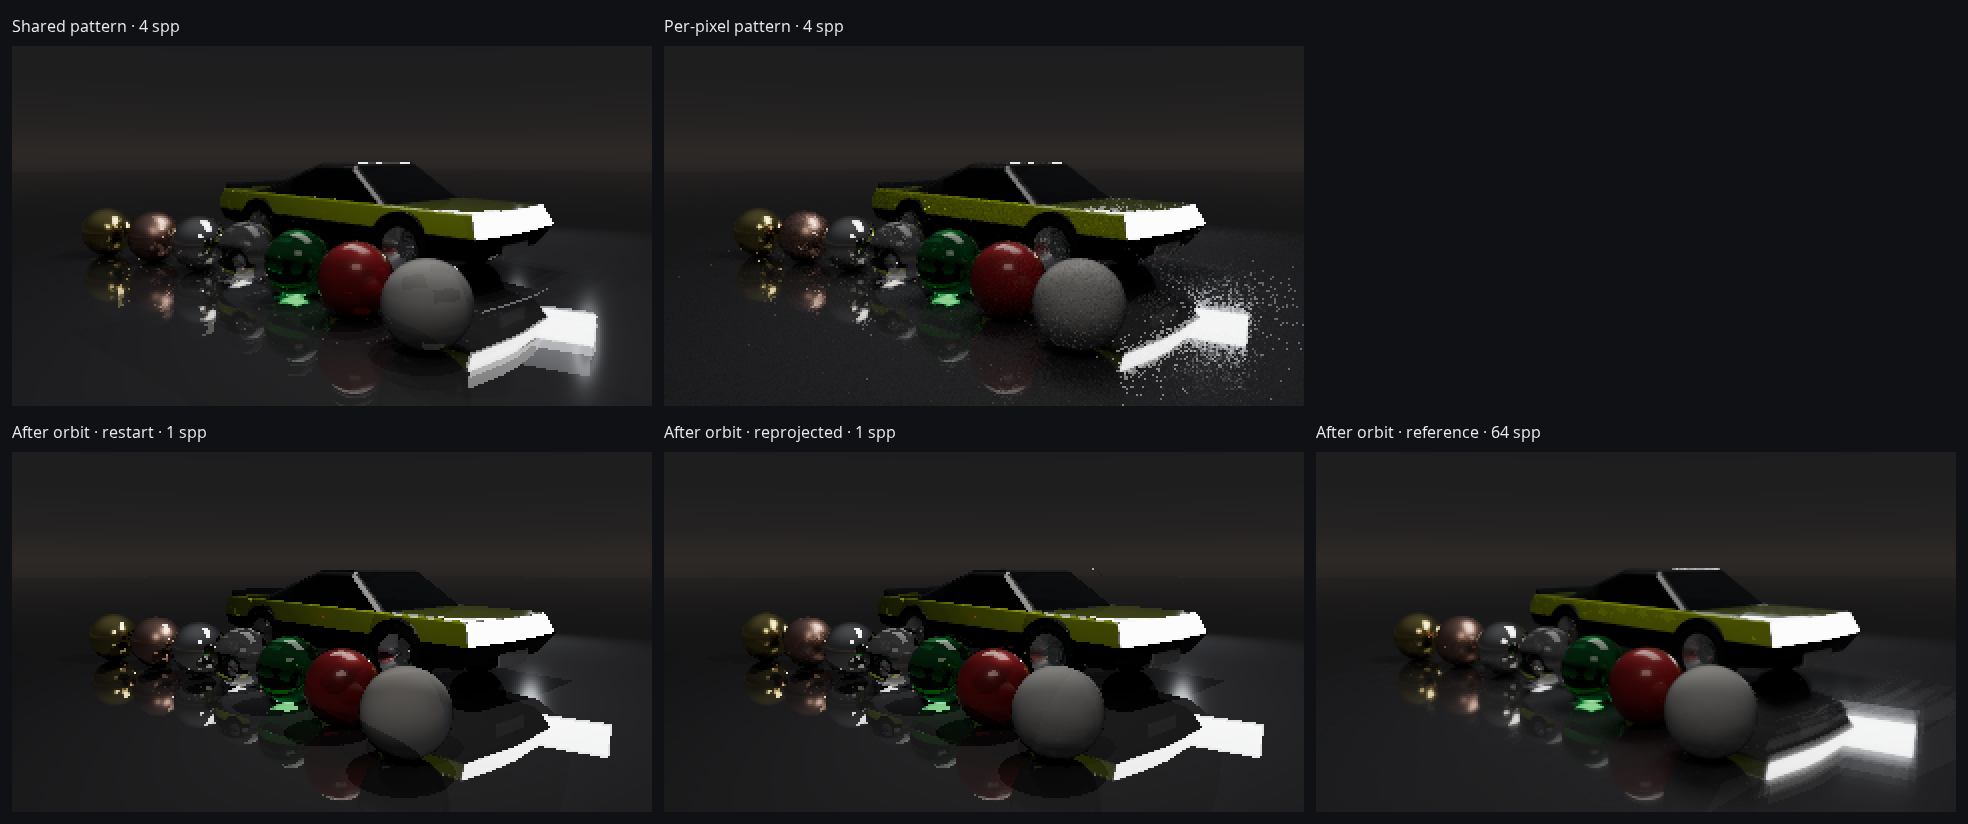 Shared pattern · 4 spp
Per-pixel pattern · 4 spp
After orbit · restart · 1 spp
After orbit · reprojected · 1 spp
After orbit · reference · 64 spp